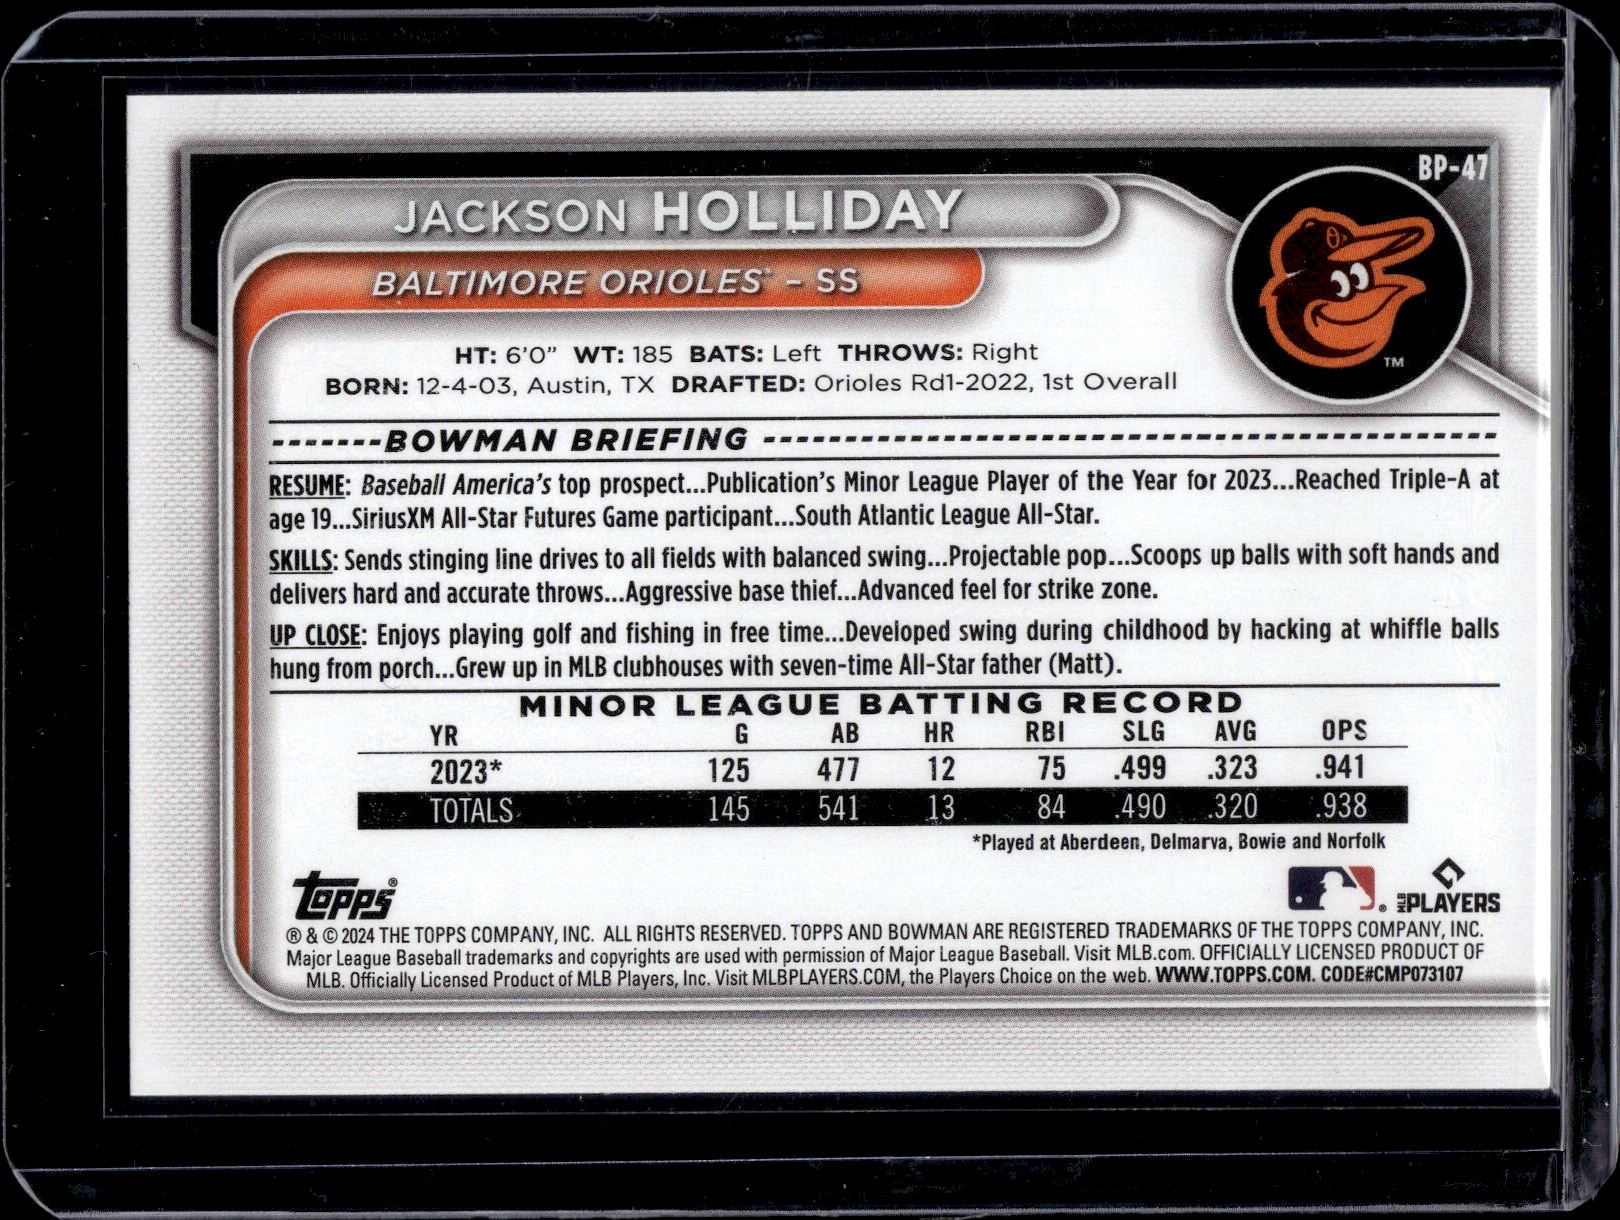 BP-47
JACKSON HOLLIDAY
BALTIMORE ORIOLES™ – SS
TM
HT: 6'0" WT: 185 BATS: Left THROWS: Right
BORN: 12-4-03, Austin, TX DRAFTED: Orioles Rd1-2022, 1st Overall
BOWMAN BRIEFING
RESUME: Baseball America's top prospect...Publication's Minor League Player of the Year for 2023...Reached Triple-A at
age 19...SiriusXM All-Star Futures Game participant...South Atlantic League All-Star.
SKILLS: Sends stinging line drives to all fields with balanced swing...Projectable pop...Scoops up balls with soft hands and
delivers hard and accurate throws...Aggressive base thief...Advanced feel for strike zone.
UP CLOSE: Enjoys playing golf and fishing in free time...Developed swing during childhood by hacking at whiffle balls
hung from porch...Grew up in MLB clubhouses with seven-time All-Star father (Matt).
MINOR LEAGUE BATTING RECORD
YR G AB HR RBI SLG AVG OPS
2023* 125 477 12 75 .499 .323 .941
TOTALS 145 541 13 84 .490 .320 .938
*Played at Aberdeen, Delmarva, Bowie and Norfolk
topps®
® MLB PLAYERS
® & © 2024 THE TOPPS COMPANY, INC. ALL RIGHTS RESERVED. TOPPS AND BOWMAN ARE REGISTERED TRADEMARKS OF THE TOPPS COMPANY, INC.
Major League Baseball trademarks and copyrights are used with permission of Major League Baseball. Visit MLB.com. OFFICIALLY LICENSED PRODUCT OF
MLB. Officially Licensed Product of MLB Players, Inc. Visit MLBPLAYERS.COM, the Players Choice on the web. WWW.TOPPS.COM. CODE#CMP073107